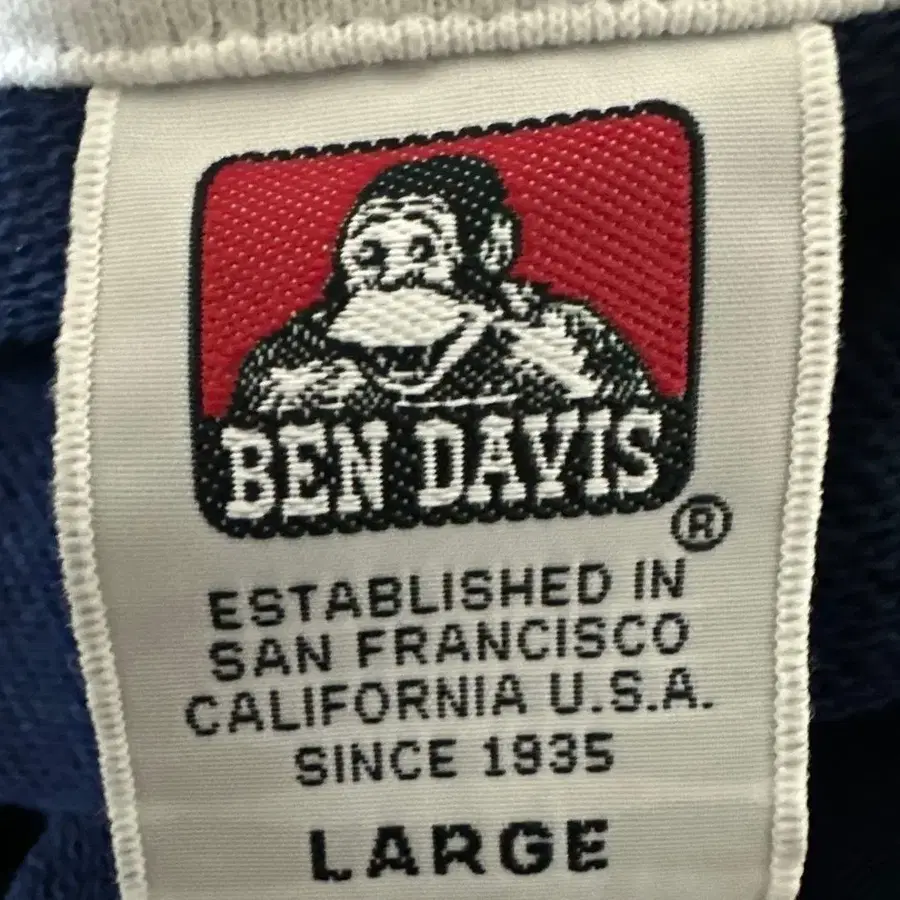 BEN DAVIS
®
ESTABLISHED IN
SAN FRANCISCO
CALIFORNIA U.S.A.
SINCE 1935
LARGE